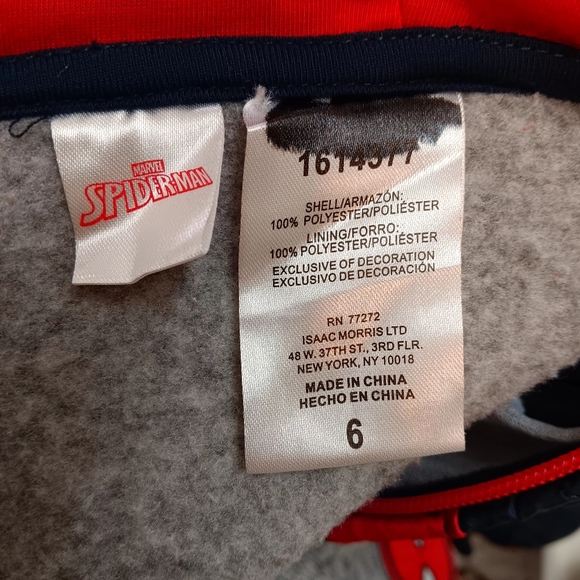 MARVEL
SPIDER-MAN
1614577
SHELL/ARMAZÓN:
100% POLYESTER/POLIÉSTER
LINING/FORRO:
100% POLYESTER/POLIÉSTER
EXCLUSIVE OF DECORATION
EXCLUSIVO DE DECORACIÓN
RN 77272
ISAAC MORRIS LTD
48 W. 37TH ST., 3RD FLR.
NEW YORK, NY 10018
MADE IN CHINA
HECHO EN CHINA
6